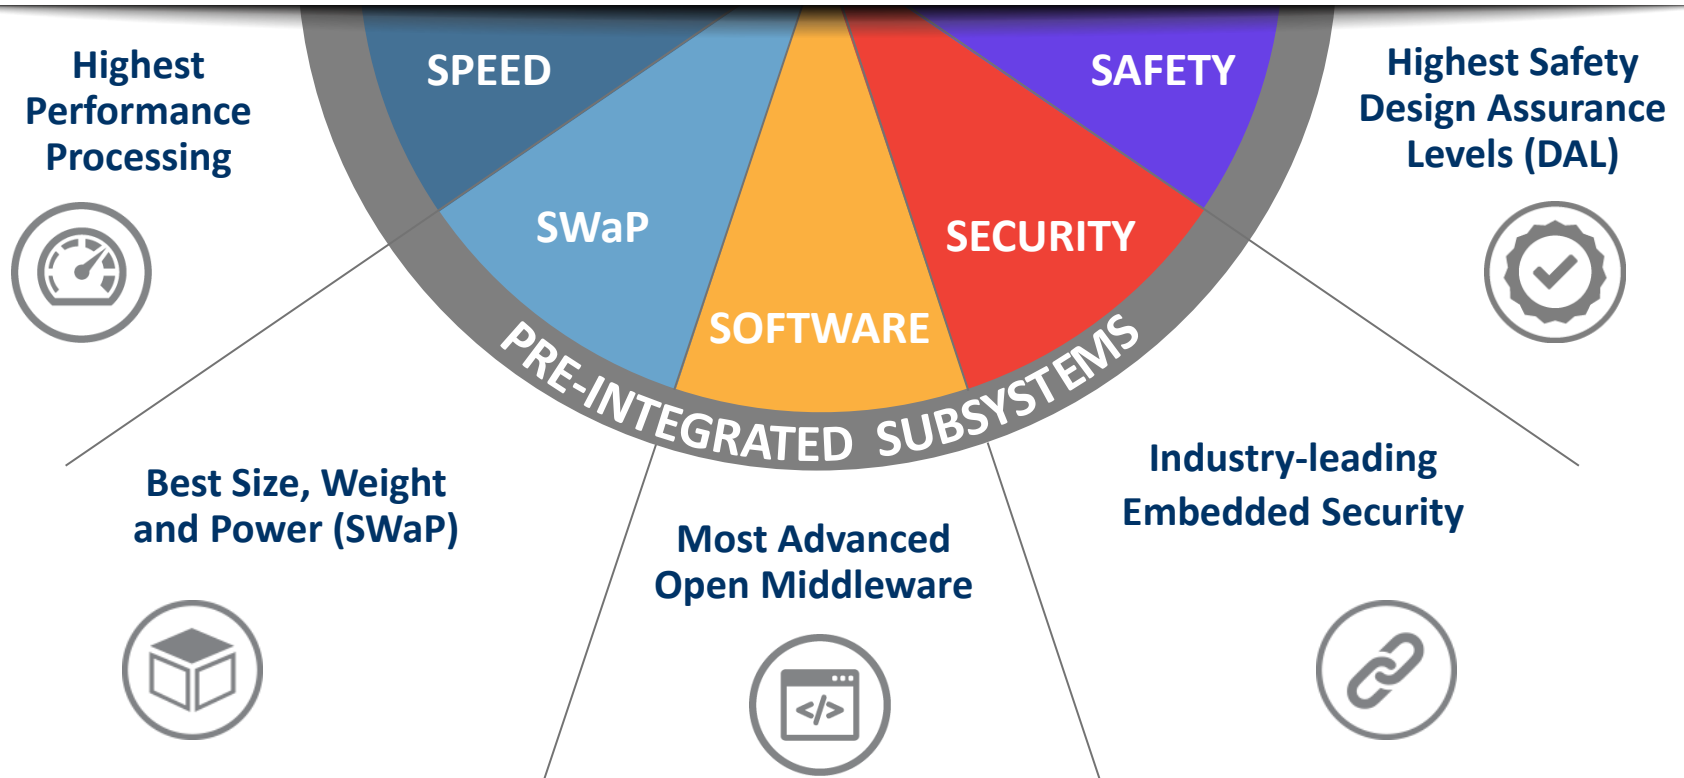 SPEED
SWaP
SOFTWARE
SECURITY
SAFETY
PRE-INTEGRATED SUBSYSTEMS
Highest
Performance
Processing
Best Size, Weight
and Power (SWaP)
Most Advanced
Open Middleware
</>
Industry-leading
Embedded Security
Highest Safety
Design Assurance
Levels (DAL)